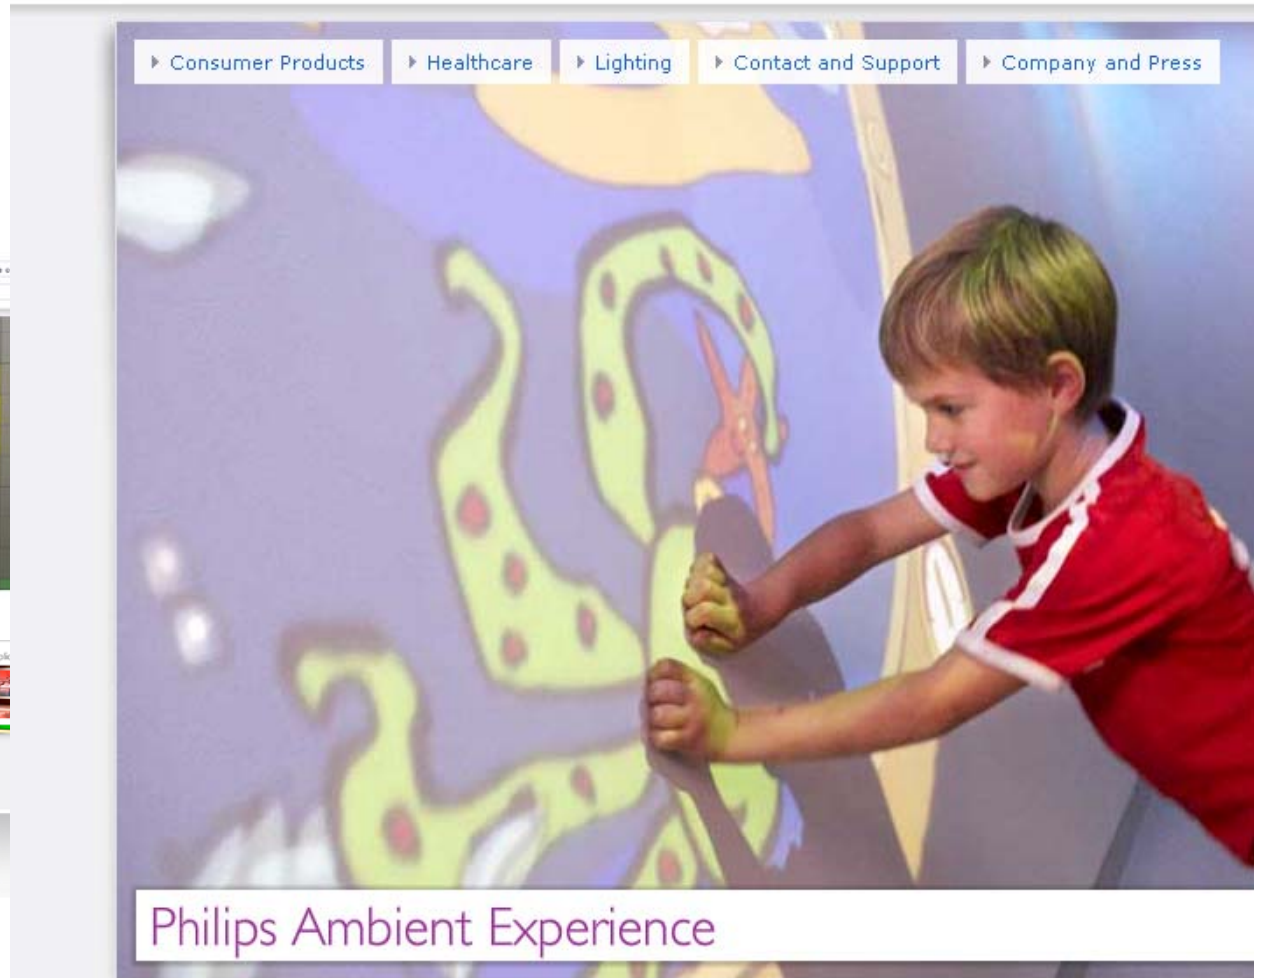 Consumer Products
Healthcare
Lighting
Contact and Support
Company and Press
Philips Ambient Experience